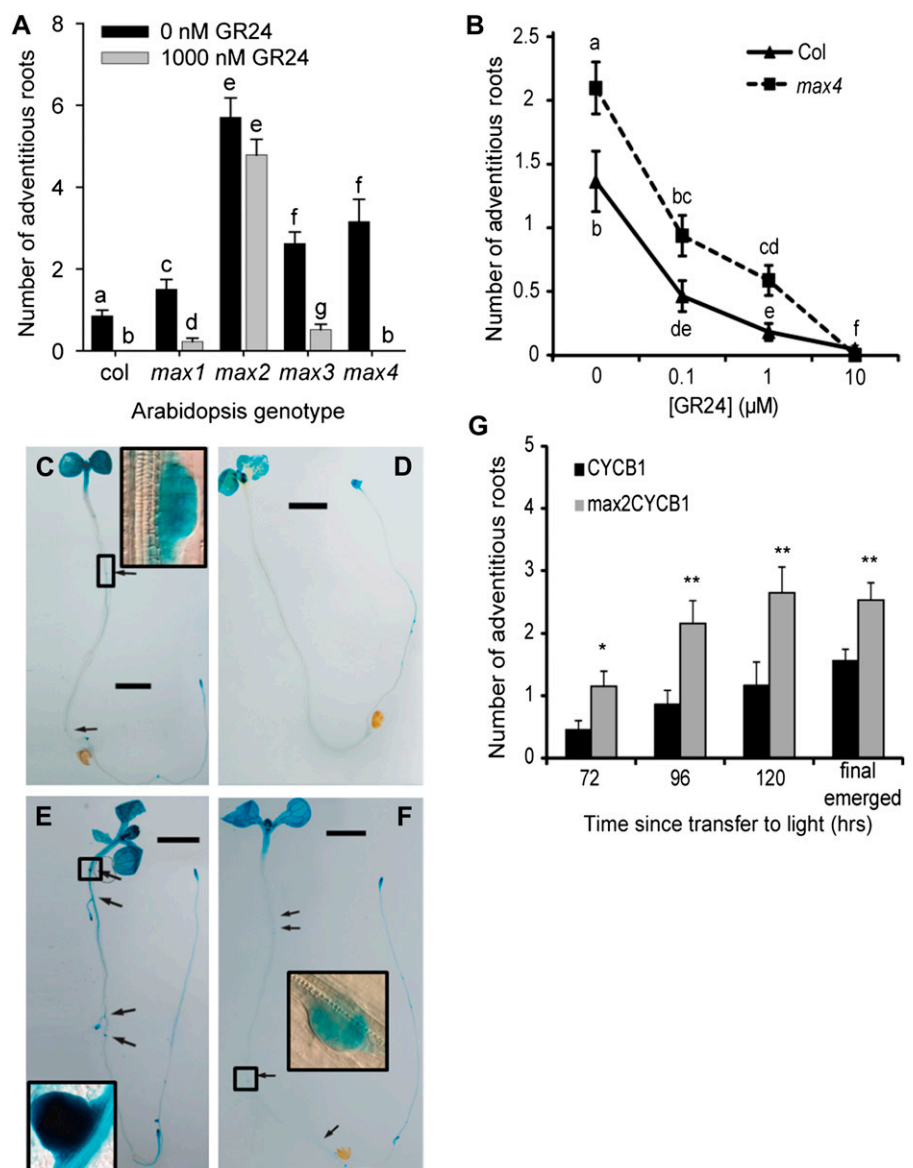 A
Number of adventitious roots
8
6
4
2
0
0 nM GR24
1000 nM GR24
a
b
c
d
e
e
f
g
f
b
col
max1
max2
max3
max4
Arabidopsis genotype
B
Number of adventitious roots
2.5
2
1.5
1
0.5
0
Col
max4
a
b
bc
de
cd
e
f
0
0.1
1
10
[GR24] (µM)
C
D
E
F
G
Number of adventitious roots
5
4
3
2
1
0
CYCB1
max2CYCB1
*
**
**
**
72
96
120
final
emerged
Time since transfer to light (hrs)